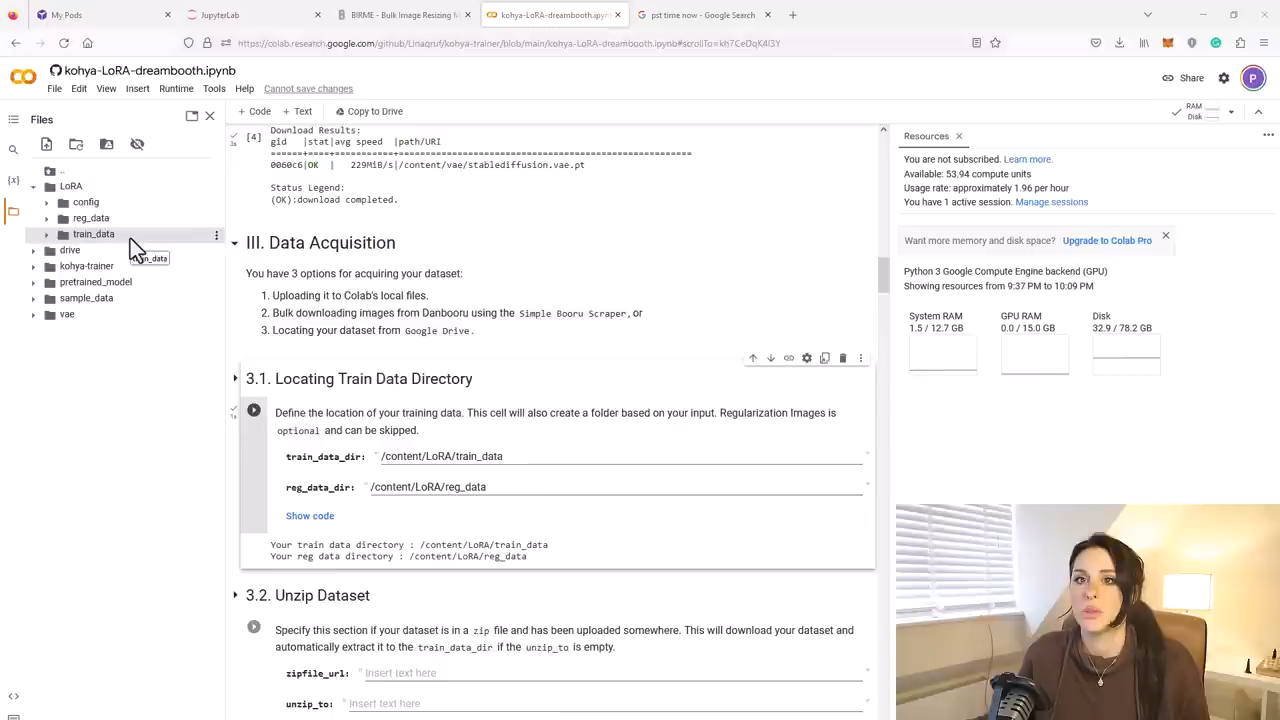 My Pods
JupyterLab
BIRME - Bulk Image Resizing M
kohya-LoRA-dreambooth.ipynb
pst time now - Google Search
https://colab.research.google.com/github/Linaqruf/kohya-trainer/blob/main/kohya-LoRA-dreambooth.ipynb#scrollTo=kh7CeDqK4l3Y
kohya-LoRA-dreambooth.ipynb
Share
P
File Edit View Insert Runtime Tools Help Cannot save changes
Files
+ Code + Text Copy to Drive
RAM
Disk
..
LoRA
config
reg_data
train_data
drive
kohya-trainer
pretrained_model
sample_data
vae
[4]
3s
Download Results:
gid |stat|avg speed |path/URI
======+====+===========+=======================================================
0060c6|OK | 229MiB/s|/content/vae/stablediffusion.vae.pt
Status Legend:
(OK):download completed.
III. Data Acquisition
You have 3 options for acquiring your dataset:
1. Uploading it to Colab's local files.
2. Bulk downloading images from Danbooru using the Simple Booru Scraper, or
3. Locating your dataset from Google Drive.
3.1. Locating Train Data Directory
1s
Define the location of your training data. This cell will also create a folder based on your input. Regularization Images is
optional and can be skipped.
train_data_dir: "/content/LoRA/train_data"
reg_data_dir: "/content/LoRA/reg_data"
Show code
Your train data directory : /content/LoRA/train_data
Your reg data directory : /content/LoRA/reg_data
3.2. Unzip Dataset
Specify this section if your dataset is in a zip file and has been uploaded somewhere. This will download your dataset and
automatically extract it to the train_data_dir if the unzip_to is empty.
zipfile_url: "Insert text here"
unzip_to: "Insert text here"
Resources
You are not subscribed. Learn more.
Available: 53.94 compute units
Usage rate: approximately 1.96 per hour
You have 1 active session. Manage sessions
Want more memory and disk space? Upgrade to Colab Pro
Python 3 Google Compute Engine backend (GPU)
Showing resources from 9:37 PM to 10:09 PM
System RAM
1.5 / 12.7 GB
GPU RAM
0.0 / 15.0 GB
Disk
32.9 / 78.2 GB